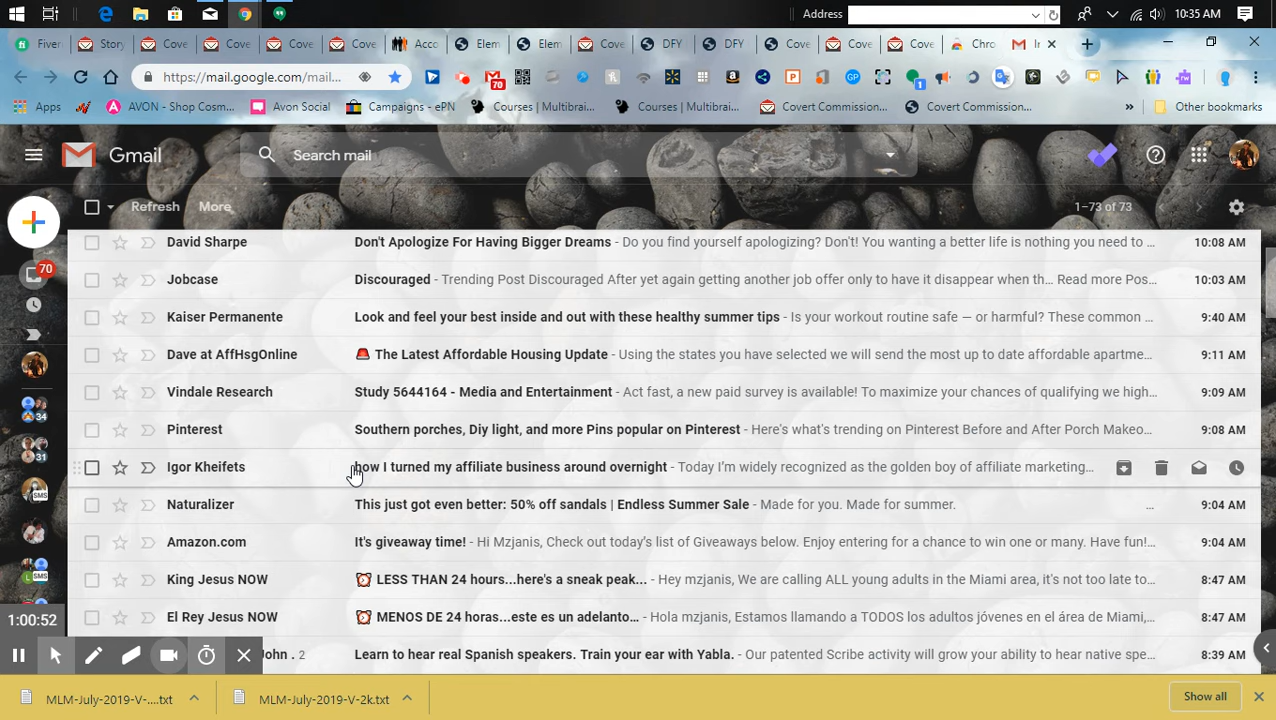 Address
10:35 AM
Fiver
Story
Cove
Cove
Cove
Cove
Acco
Elem
Elem
Cove
DFY
DFY
Cove
Cove
Cove
Chro
In
https://mail.google.com/mail...
70
1
Apps
AVON - Shop Cosm...
Avon Social
Campaigns - ePN
Courses | Multibrai...
Courses | Multibrai...
Covert Commission...
Covert Commission...
»
Other bookmarks
Gmail
Search mail
Refresh
More
1–73 of 73
David Sharpe Don't Apologize For Having Bigger Dreams - Do you find yourself apologizing? Don't! You wanting a better life is nothing you need to ... 10:08 AM
70
Jobcase Discouraged - Trending Post Discouraged After yet again getting another job offer only to have it disappear when th... Read more Pos... 10:03 AM
Kaiser Permanente Look and feel your best inside and out with these healthy summer tips - Is your workout routine safe — or harmful? These common ... 9:40 AM
Dave at AffHsgOnline 🚨 The Latest Affordable Housing Update - Using the states you have selected we will send the most up to date affordable apartme... 9:11 AM
Vindale Research Study 5644164 - Media and Entertainment - Act fast, a new paid survey is available! To maximize your chances of qualifying we high... 9:09 AM
34
Pinterest Southern porches, Diy light, and more Pins popular on Pinterest - Here's what's trending on Pinterest Before and After Porch Makeo... 9:08 AM
31
Igor Kheifets how I turned my affiliate business around overnight - Today I'm widely recognized as the golden boy of affiliate marketing...
SMS
Naturalizer This just got even better: 50% off sandals | Endless Summer Sale - Made for you. Made for summer. ... 9:04 AM
Amazon.com It's giveaway time! - Hi Mzjanis, Check out today's list of Giveaways below. Enjoy entering for a chance to win one or many. Have fun!... 9:04 AM
SMS
King Jesus NOW ⏰ LESS THAN 24 hours...here's a sneak peak... - Hey mzjanis, We are calling ALL young adults in the Miami area, it's not too late to... 8:47 AM
El Rey Jesus NOW ⏰ MENOS DE 24 horas...este es un adelanto... - Hola mzjanis, Estamos llamando a TODOS los adultos jóvenes en el área de Miami,... 8:47 AM
1:00:52
John . 2 Learn to hear real Spanish speakers. Train your ear with Yabla. - Our patented Scribe activity will grow your ability to hear native spe... 8:39 AM
MLM-July-2019-V-....txt
MLM-July-2019-V-2k.txt
Show all